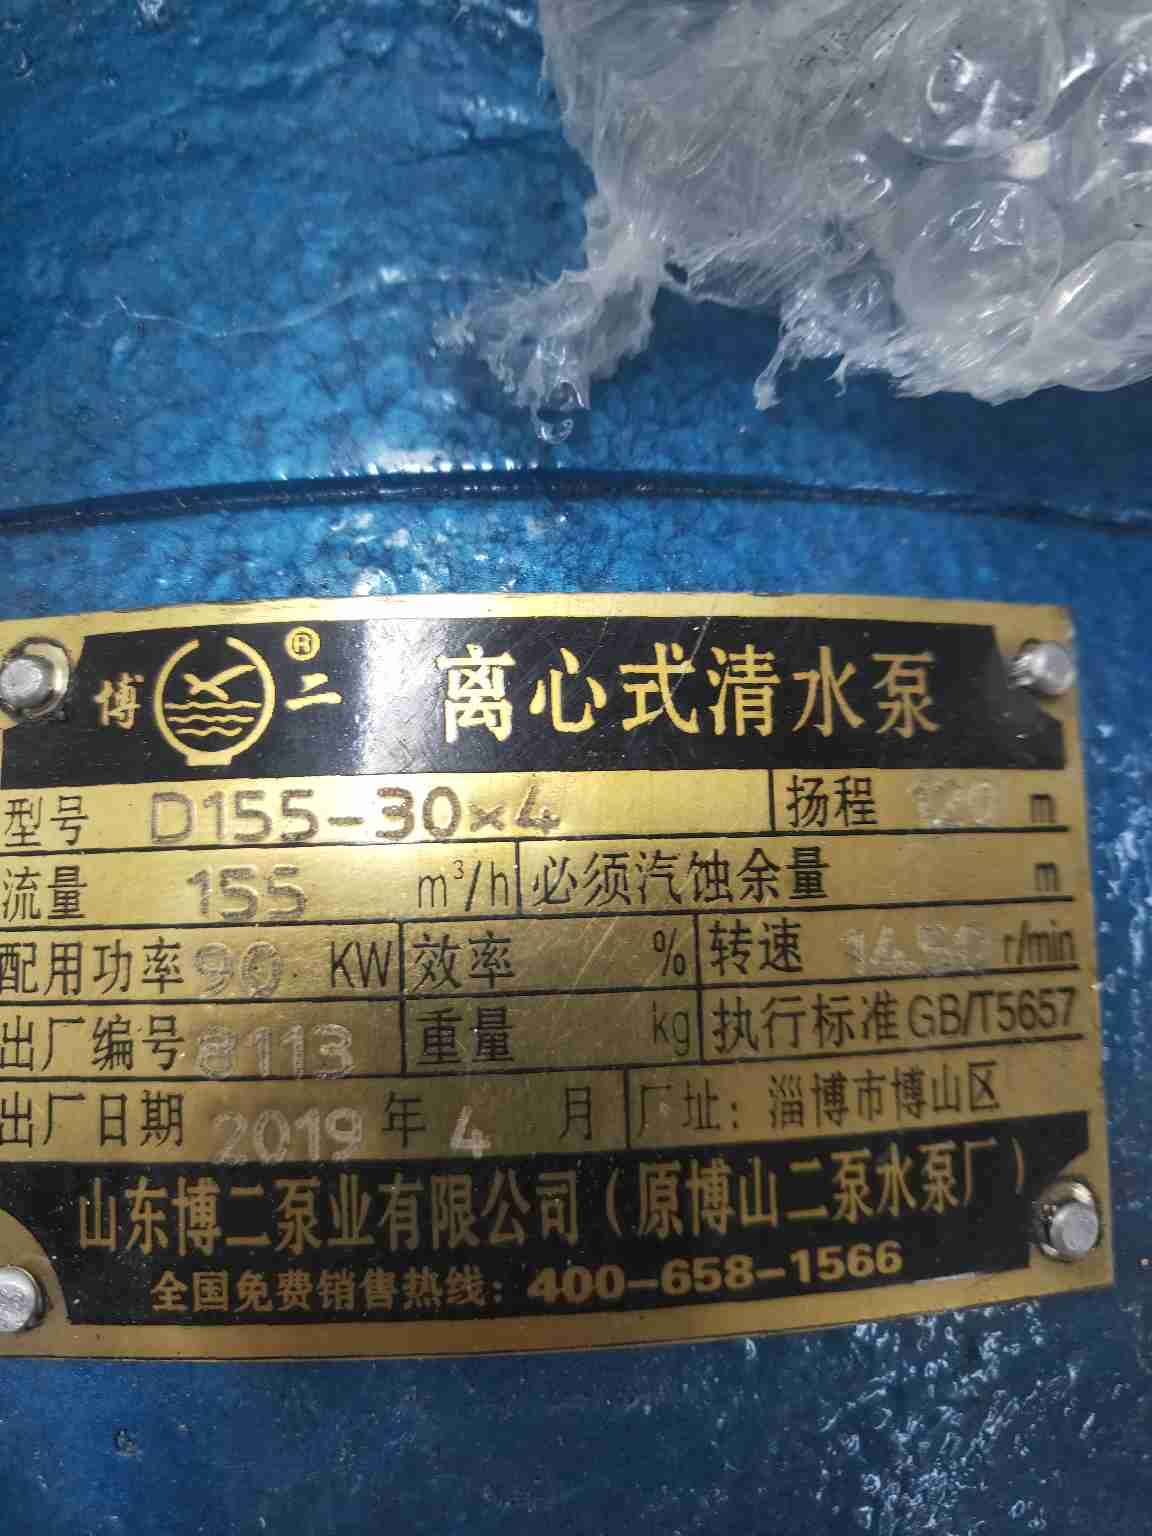 博 ® 二 离心式清水泵
型号 D155-30×4 扬程 120 m
流量 155 m³/h 必须汽蚀余量 m
配用功率 90 KW 效率 % 转速 1480 r/min
出厂编号 8113 重量 kg 执行标准GB/T5657
出厂日期 2019 年 4 月 厂址：淄博市博山区
山东博二泵业有限公司（原博山二泵水泵厂）
全国免费销售热线：400-658-1566